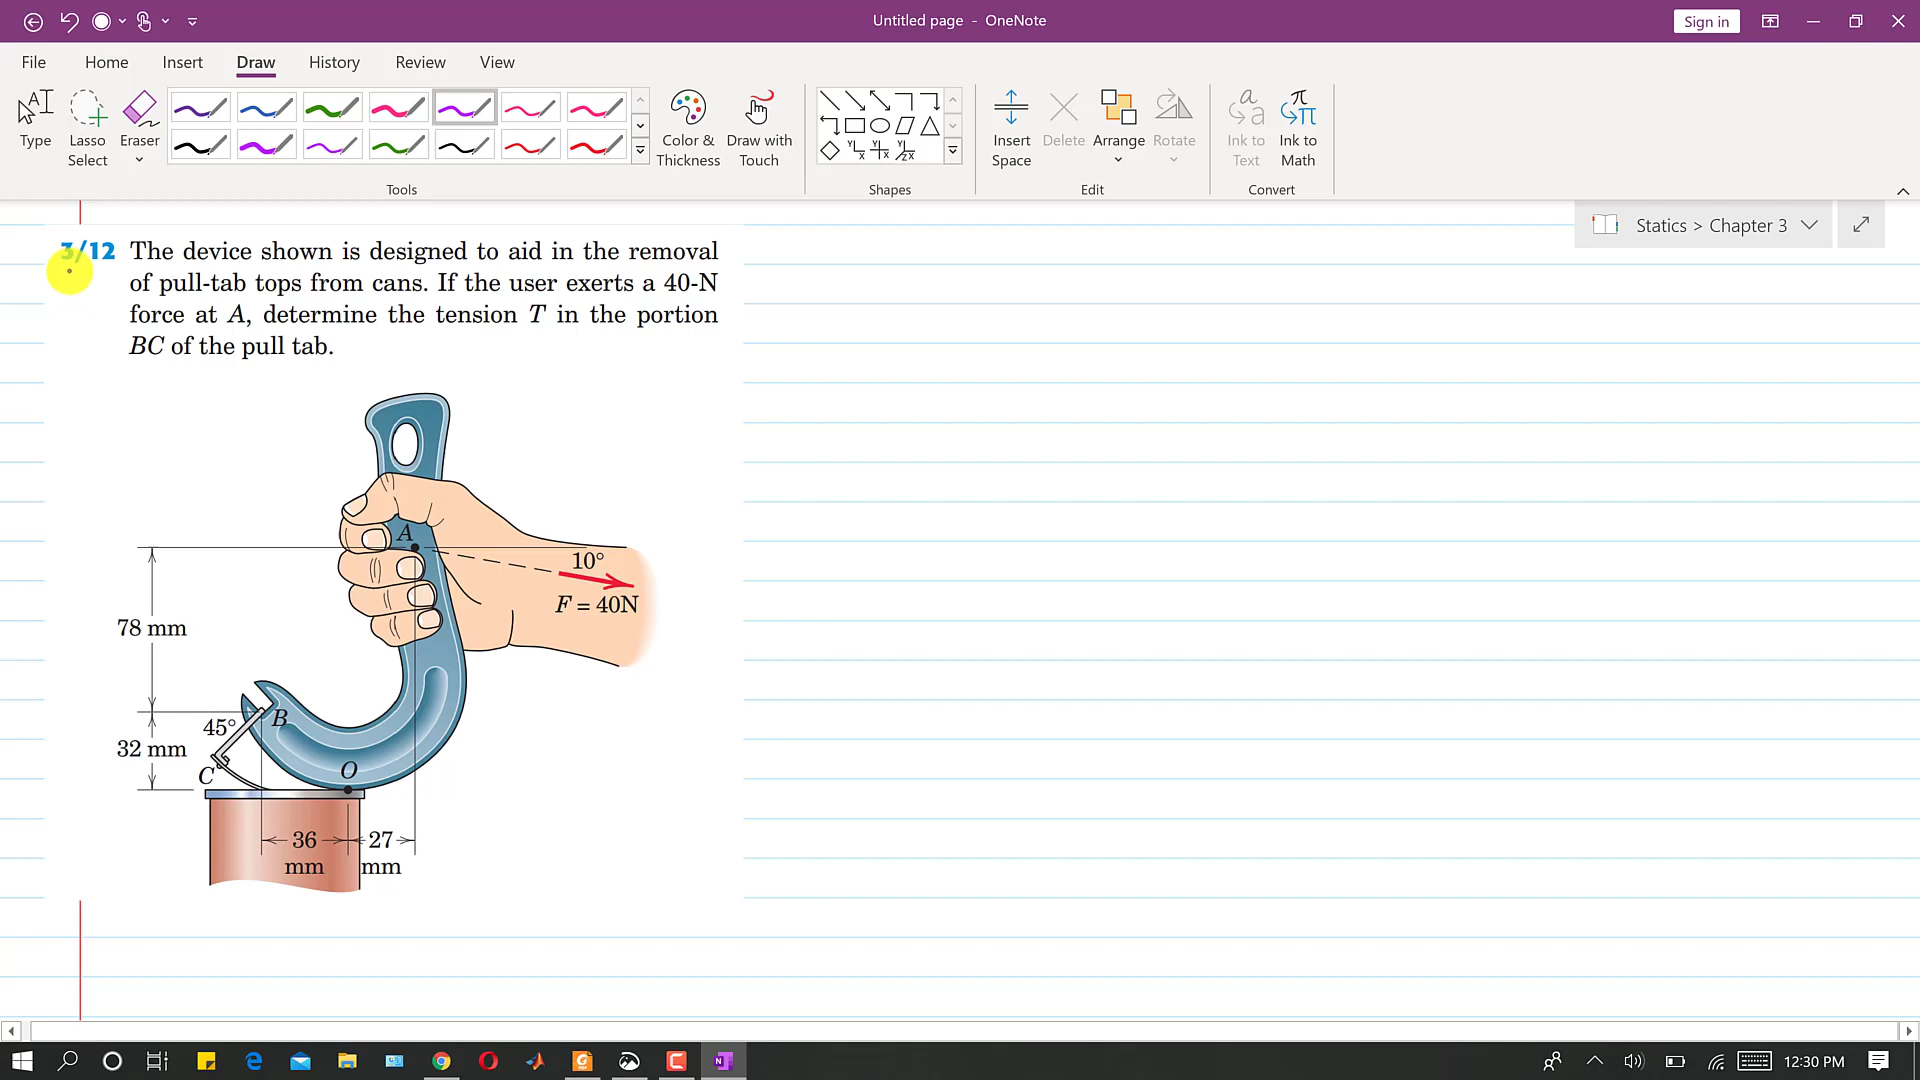 Untitled page - OneNote
Sign in
File
Home
Insert
Draw
History
Review
View
Type
Lasso
Select
Eraser
Color &
Thickness
Draw with
Touch
Insert
Space
Delete
Arrange
Rotate
Ink to
Text
Ink to
Math
Tools
Shapes
Edit
Convert
Statics > Chapter 3
3/12 The device shown is designed to aid in the removal
of pull-tab tops from cans. If the user exerts a 40-N
force at A, determine the tension T in the portion
BC of the pull tab.
A
10°
F = 40N
78 mm
B
45°
32 mm
C
O
36
mm
27
mm
12:30 PM